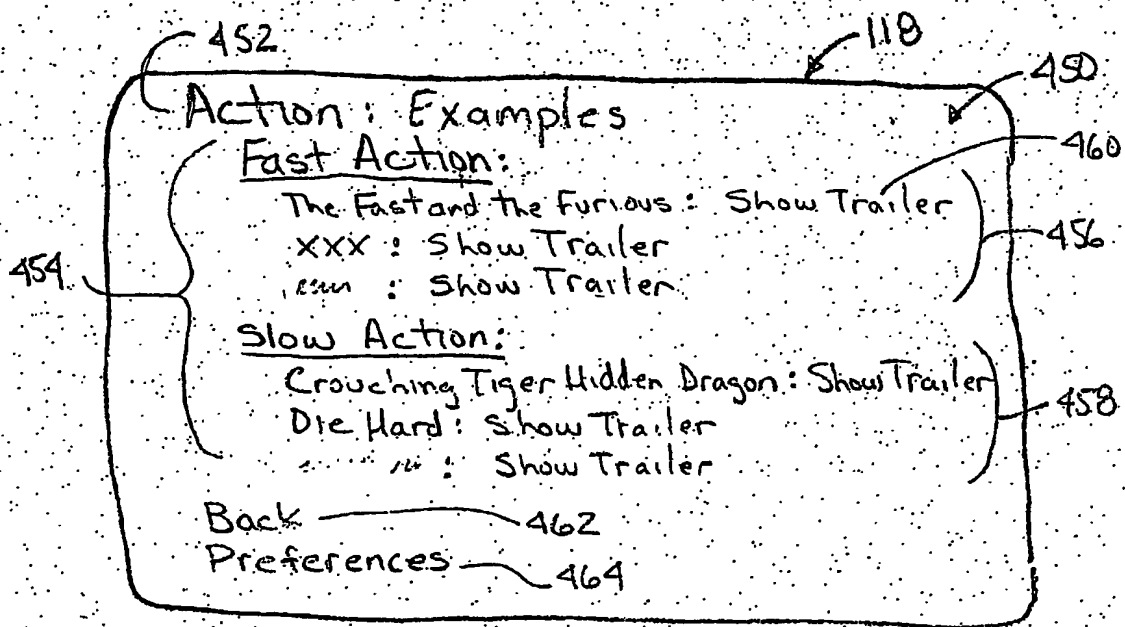 452
118
450
Action: Examples
460
Fast Action:
The Fast and the Furious: Show Trailer
xxx: Show Trailer
456
454
: Show Trailer
Slow Action:
Crouching Tiger Hidden Dragon: Show Trailer
458
Die Hard: Show Trailer
: Show Trailer
Back 462
Preferences 464